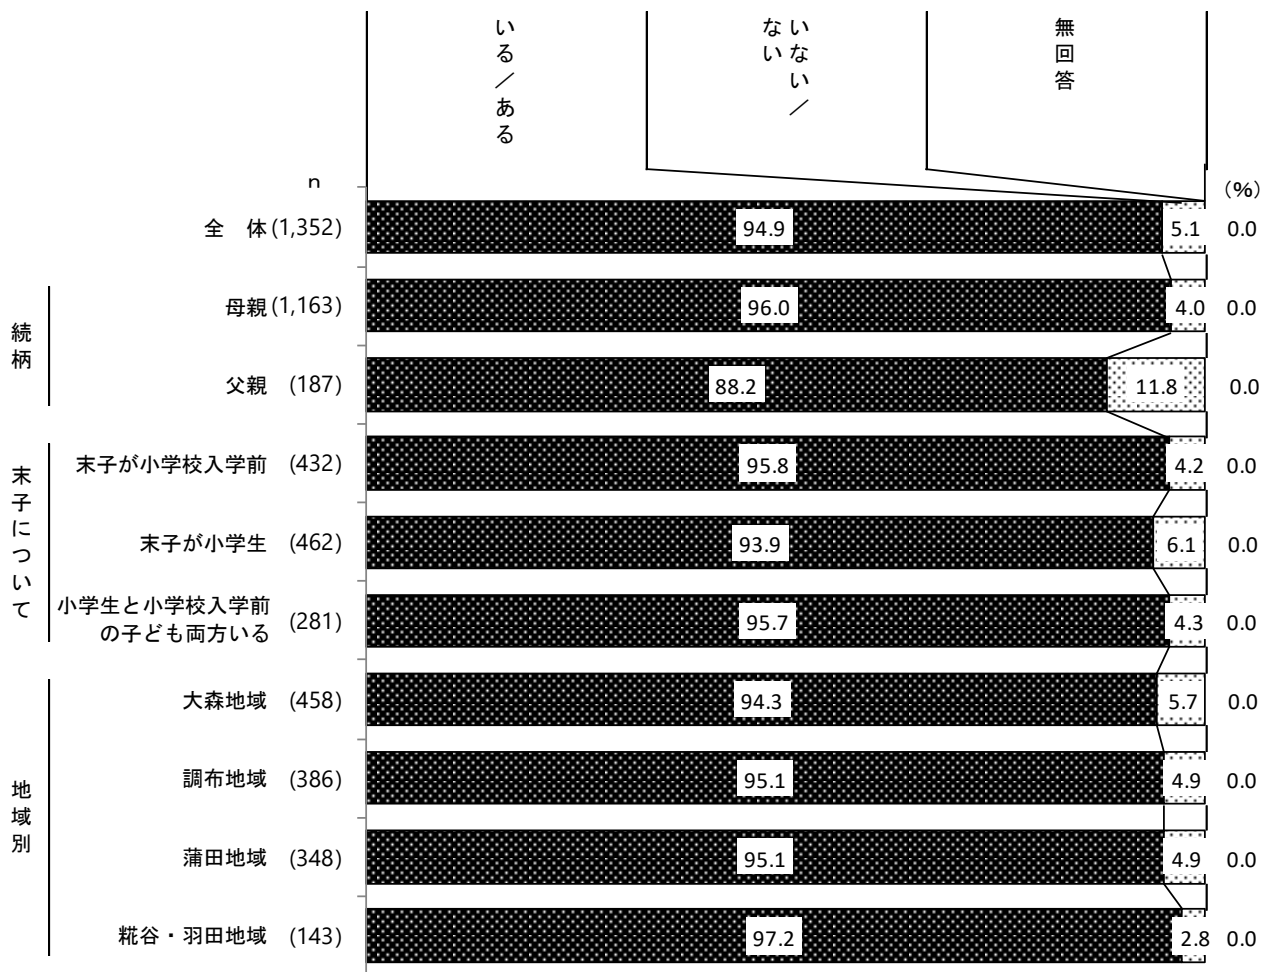 いる／ある
いない／
ない
無回答
n
(%)
全　体 (1,352) 94.9 5.1 0.0
続柄
母親 (1,163) 96.0 4.0 0.0
父親 (187) 88.2 11.8 0.0
末子について
末子が小学校入学前 (432) 95.8 4.2 0.0
末子が小学生 (462) 93.9 6.1 0.0
小学生と小学校入学前
の子ども両方いる (281) 95.7 4.3 0.0
地域別
大森地域 (458) 94.3 5.7 0.0
調布地域 (386) 95.1 4.9 0.0
蒲田地域 (348) 95.1 4.9 0.0
糀谷・羽田地域 (143) 97.2 2.8 0.0